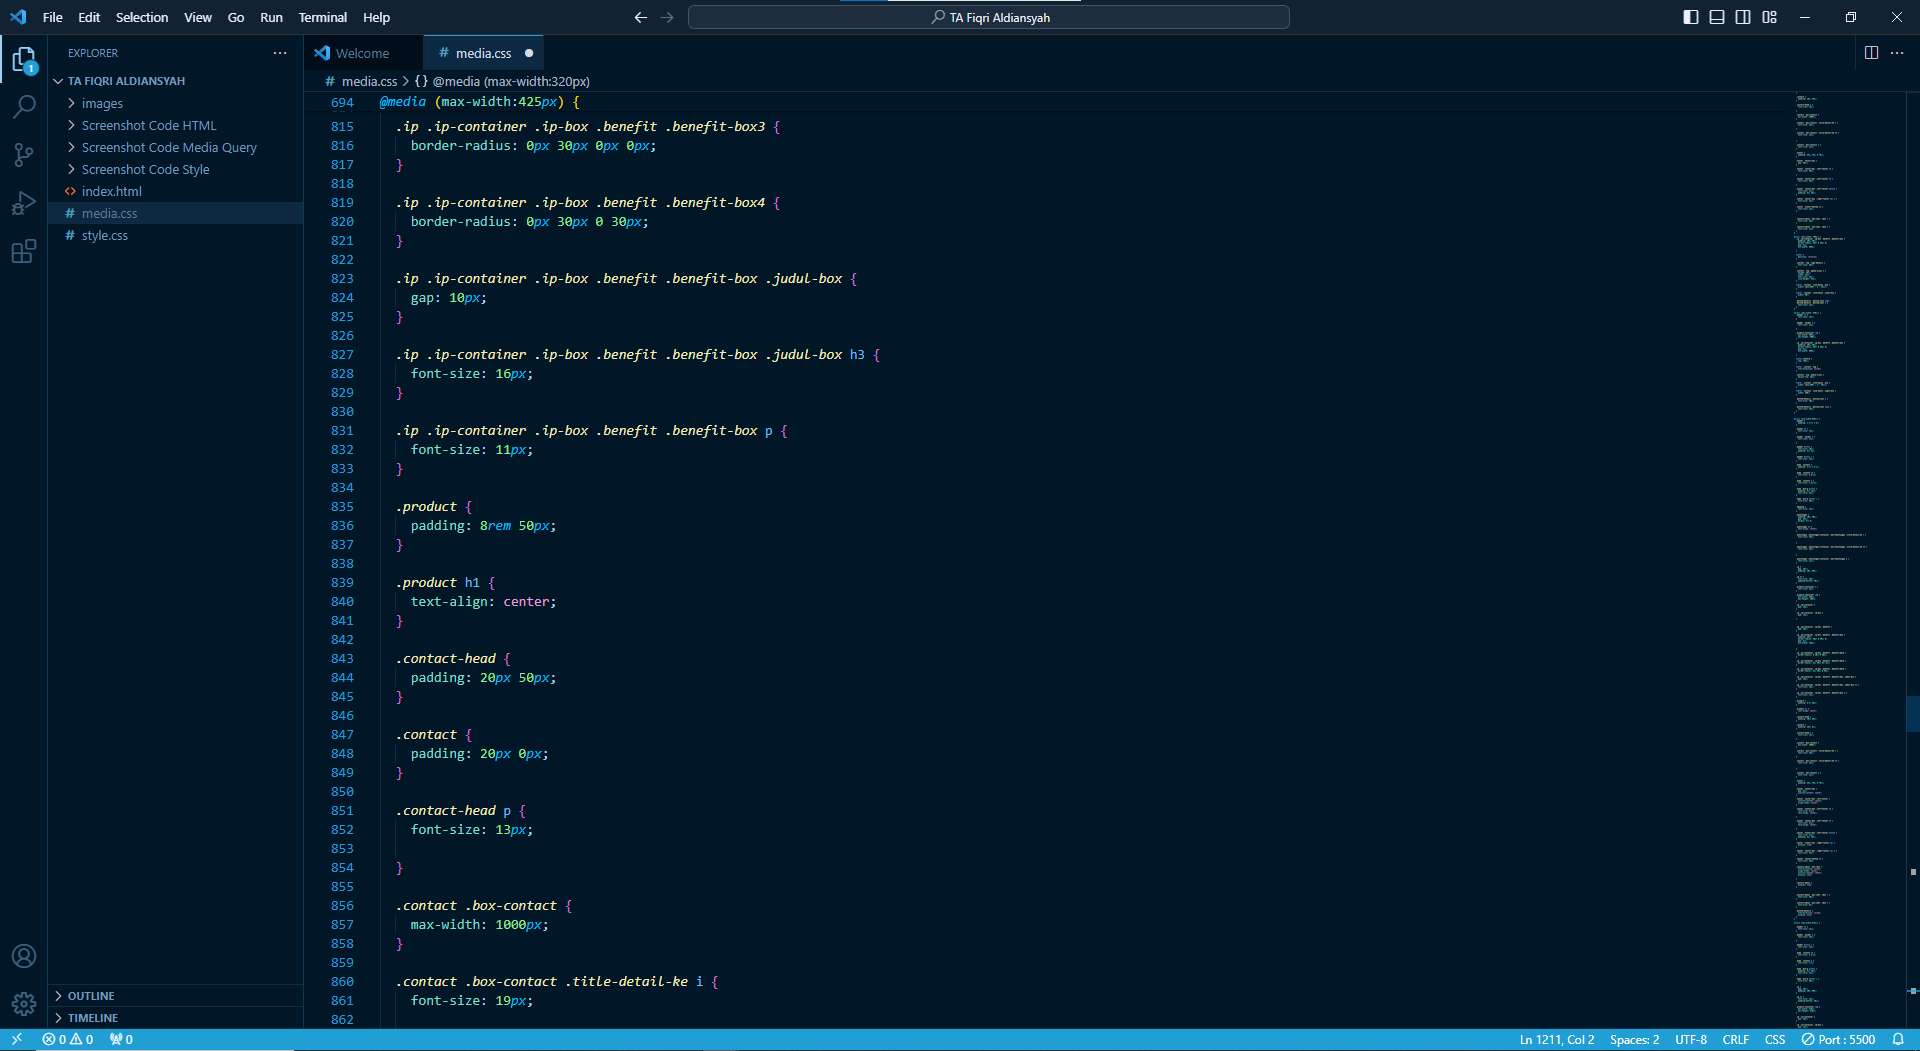 File Edit Selection View Go Run Terminal Help
TA Fiqri Aldiansyah
EXPLORER
TA FIQRI ALDIANSYAH
images
Screenshot Code HTML
Screenshot Code Media Query
Screenshot Code Style
<> index.html
# media.css
# style.css
OUTLINE
TIMELINE
Welcome
# media.css
# media.css > {} @media (max-width:320px)
694 @media (max-width:425px) {
815 .ip .ip-container .ip-box .benefit .benefit-box3 {
816 border-radius: 0px 30px 0px 0px;
817 }
818
819 .ip .ip-container .ip-box .benefit .benefit-box4 {
820 border-radius: 0px 30px 0 30px;
821 }
822
823 .ip .ip-container .ip-box .benefit .benefit-box .judul-box {
824 gap: 10px;
825 }
826
827 .ip .ip-container .ip-box .benefit .benefit-box .judul-box h3 {
828 font-size: 16px;
829 }
830
831 .ip .ip-container .ip-box .benefit .benefit-box p {
832 font-size: 11px;
833 }
834
835 .product {
836 padding: 8rem 50px;
837 }
838
839 .product h1 {
840 text-align: center;
841 }
842
843 .contact-head {
844 padding: 20px 50px;
845 }
846
847 .contact {
848 padding: 20px 0px;
849 }
850
851 .contact-head p {
852 font-size: 13px;
853
854 }
855
856 .contact .box-contact {
857 max-width: 1000px;
858 }
859
860 .contact .box-contact .title-detail-ke i {
861 font-size: 19px;
862
1
0 0 0
Ln 1211, Col 2 Spaces: 2 UTF-8 CRLF CSS Port : 5500